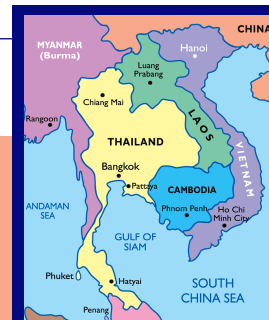 CHINA
MYANMAR
(Burma)
Hanoi
Luang
Prabang
Chiang Mai
Rangoon
LAOS
THAILAND
VIETNAM
Bangkok
Pattaya
CAMBODIA
ANDAMAN
SEA
Phnom Penh
Ho Chi
Minh City
GULF OF
SIAM
Phuket
Hatyai
SOUTH
CHINA SEA
Penang